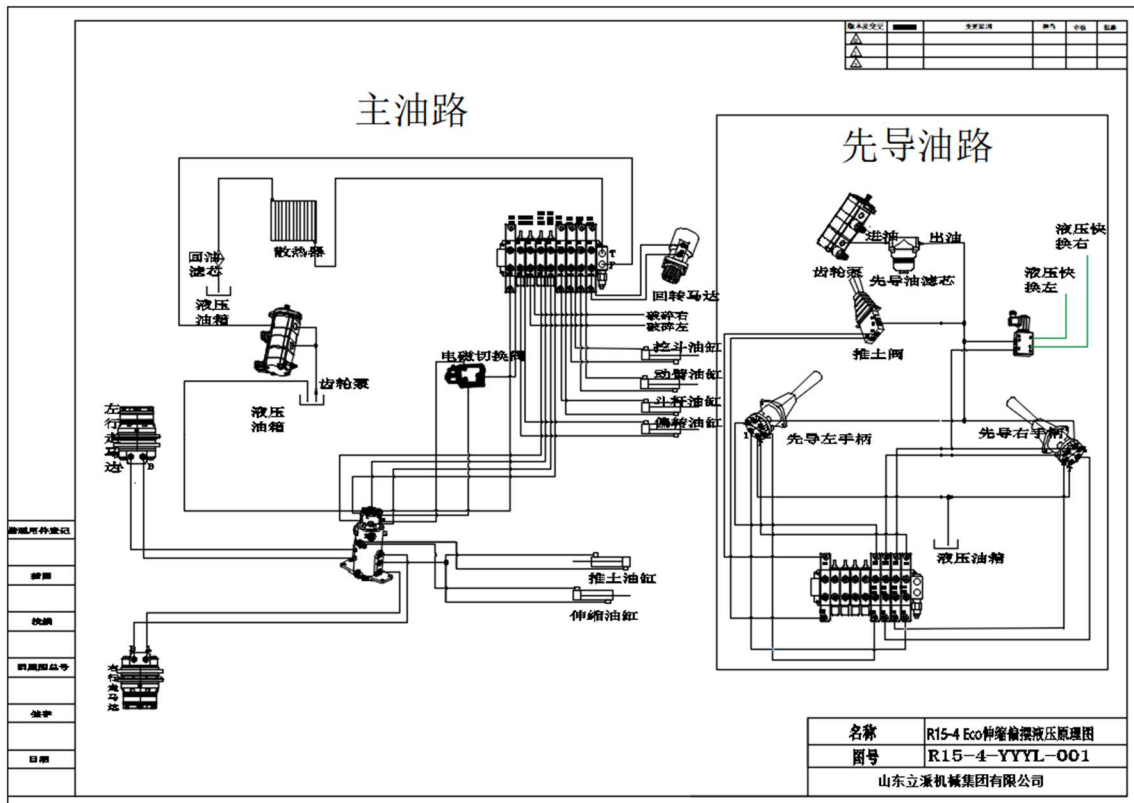 主油路
先导油路
散热器
回油
滤芯
液压
油箱
T
P
回转马达
破碎右
破碎左
挖斗油缸
动臂油缸
斗杆油缸
偏转油缸
电磁切换阀
齿轮泵
液压
油箱
左行走马达
A
B
推土油缸
伸缩油缸
B
A
右行走马达
进油
出油
齿轮泵
先导油滤芯
液压快
换右
液压快
换左
推土阀
先导左手柄
先导右手柄
液压油箱
日期
名称
R15-4 Eco伸缩偏摆液压原理图
图号
R15-4-YYYL-001
山东立派机械集团有限公司